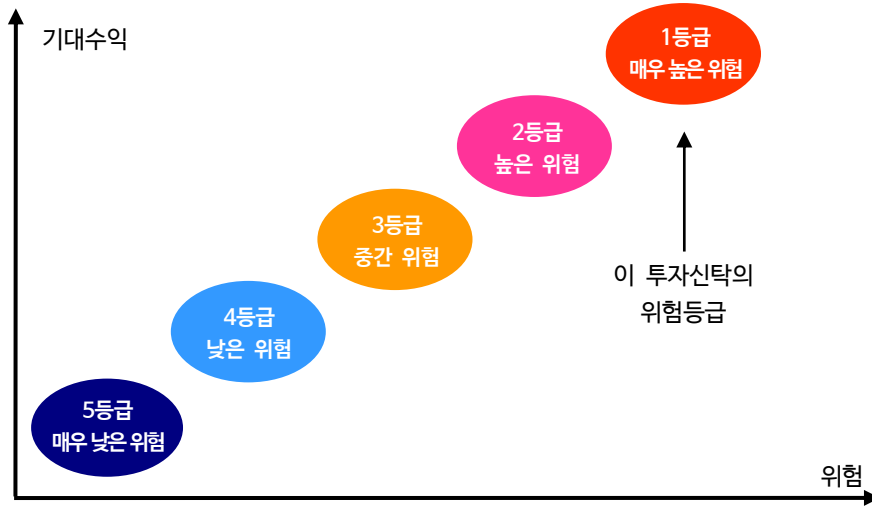 기대수익
1등급
매우 높은 위험
2등급
높은 위험
3등급
중간 위험
이 투자신탁의
위험등급
4등급
낮은 위험
5등급
매우 낮은 위험
위험